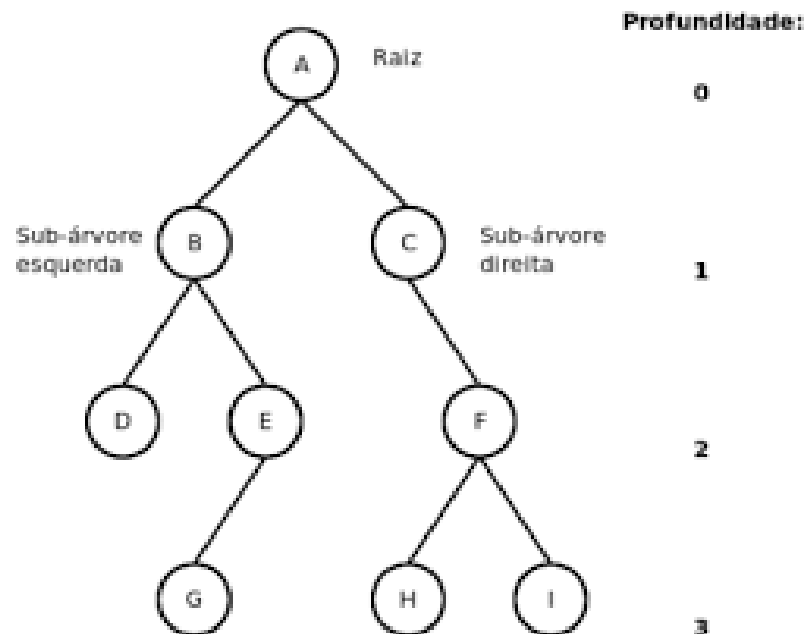 Profundidade:
A
Raiz
0
Sub-árvore
esquerda
B
C
Sub-árvore
direita
1
D
E
F
2
G
H
I
3